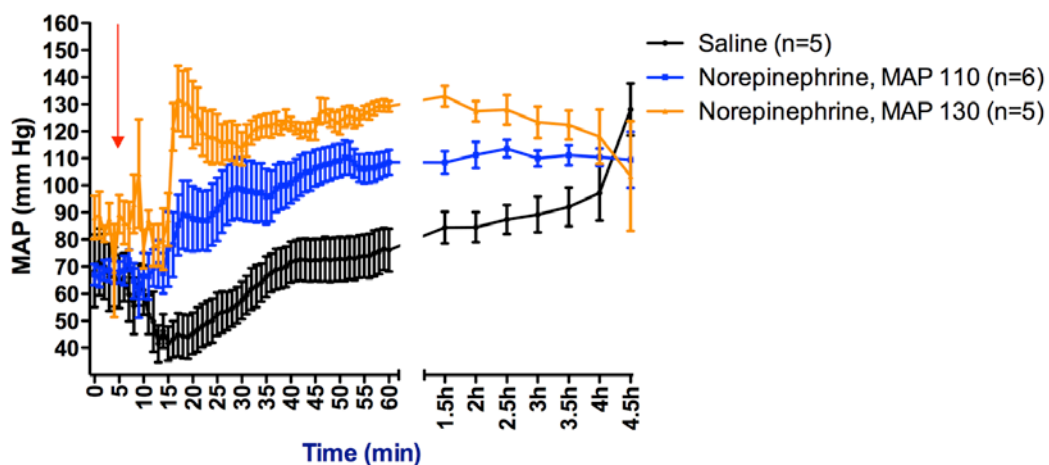 160
150
140
130
120
110
100
90
80
70
60
50
40
MAP (mm Hg)
0
5
10
15
20
25
30
35
40
45
50
55
60
1.5h
2h
2.5h
3h
3.5h
4h
4.5h
Time (min)
Saline (n=5)
Norepinephrine, MAP 110 (n=6)
Norepinephrine, MAP 130 (n=5)